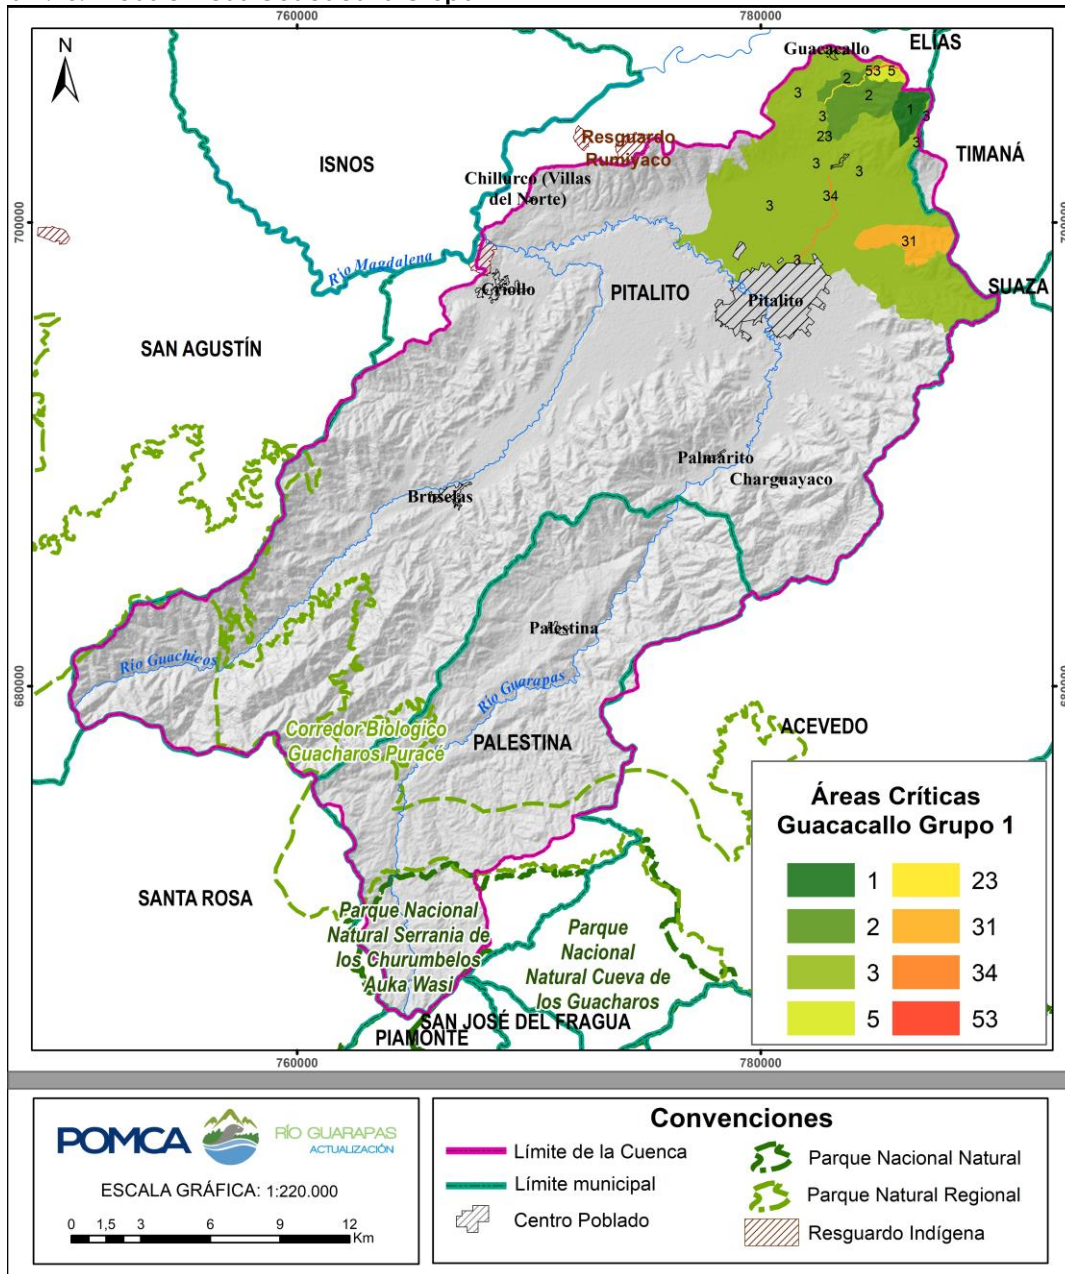 760000
780000
N
Guacacallo
ELÍAS
53 5
2
2
3
1
3
3
23
3
ISNOS
Resguardo
Rumiyaco
TIMANÁ
3
3
Chillurco (Villas
del Norte)
34
3
700000
31
Río Magdalena
3
SUAZA
Criollo
PITALITO
Pitalito
SAN AGUSTÍN
Palmarito
Charguayaco
Bruselas
Palestina
Río Guachicos
Río Guarapas
680000
ACEVEDO
Corredor Biologico
Guacharos Puracé
PALESTINA
Áreas Críticas
Guacacallo Grupo 1
1 23
2 31
3 34
5 53
SANTA ROSA
Parque Nacional
Natural Serrania de
los Churumbelos
Auka Wasi
Parque
Nacional
Natural Cueva de
los Guacharos
SAN JOSÉ DEL FRAGUA
PIAMONTE
760000
780000
POMCA RÍO GUARAPAS
ACTUALIZACIÓN
ESCALA GRÁFICA: 1:220.000
0 1,5 3 6 9 12
Km
Convenciones
Límite de la Cuenca
Límite municipal
Centro Poblado
Parque Nacional Natural
Parque Natural Regional
Resguardo Indígena